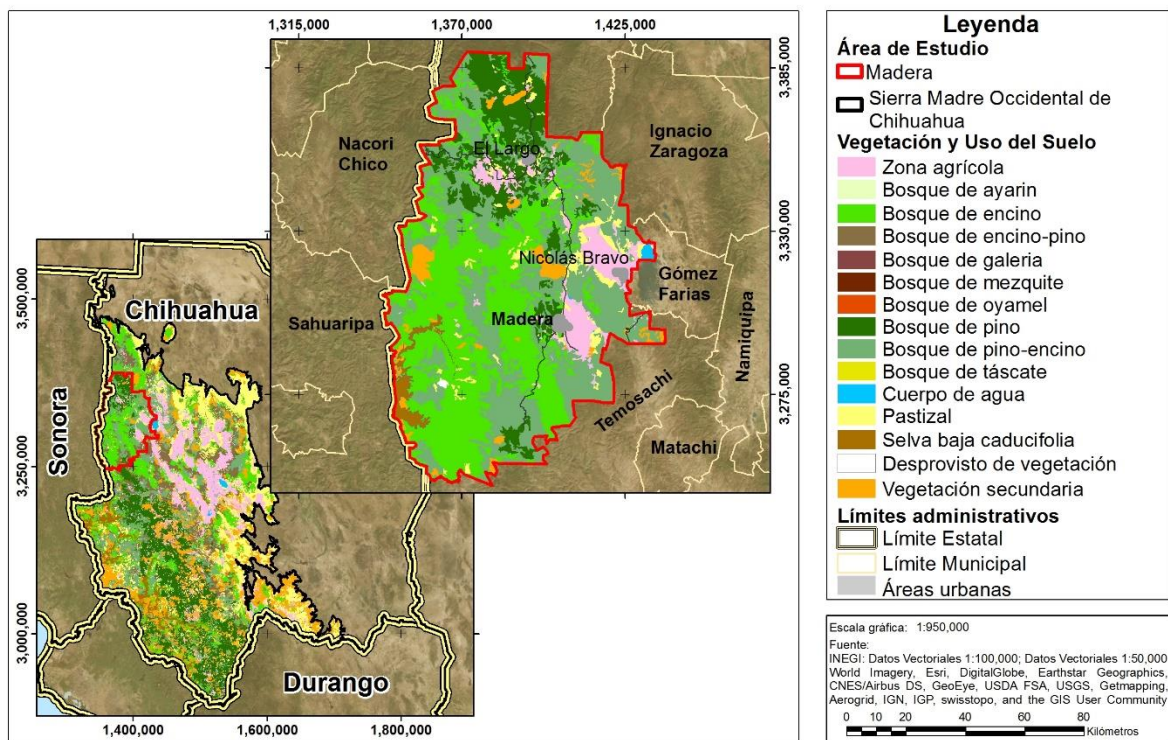 1,315,000
1,370,000
1,425,000
3,385,000
3,330,000
3,275,000
Nacori
Chico
El Largo
Ignacio
Zaragoza
Nicolás Bravo
Gómez
Farias
Sahuaripa
Madera
Namiquipa
Temosachi
Matachi
Chihuahua
Sonora
Durango
3,500,000
3,250,000
3,000,000
1,400,000
1,600,000
1,800,000
Leyenda
Área de Estudio
Madera
Sierra Madre Occidental de
Chihuahua
Vegetación y Uso del Suelo
Zona agrícola
Bosque de ayarin
Bosque de encino
Bosque de encino-pino
Bosque de galeria
Bosque de mezquite
Bosque de oyamel
Bosque de pino
Bosque de pino-encino
Bosque de táscate
Cuerpo de agua
Pastizal
Selva baja caducifolia
Desprovisto de vegetación
Vegetación secundaria
Límites administrativos
Límite Estatal
Límite Municipal
Áreas urbanas
Escala gráfica: 1:950,000
Fuente:
INEGI: Datos Vectoriales 1:100,000; Datos Vectoriales 1:50,000
World Imagery, Esri, DigitalGlobe, Earthstar Geographics,
CNES/Airbus DS, GeoEye, USDA FSA, USGS, Getmapping,
Aerogrid, IGN, IGP, swisstopo, and the GIS User Community
0 5 10 20 40 60 80
Kilómetros